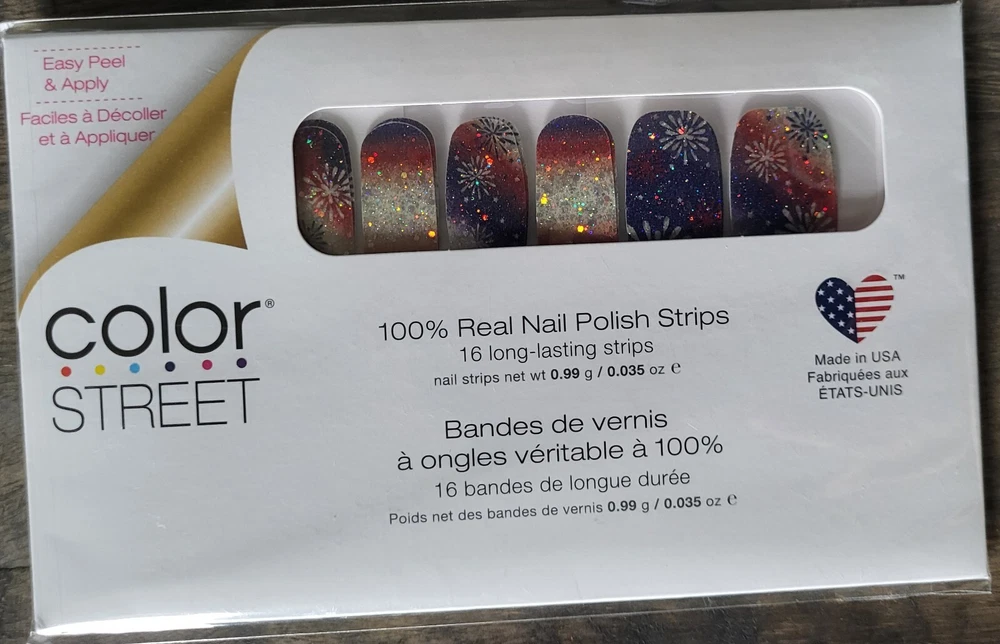 Easy Peel
& Apply
Faciles à Décoller
et à Appliquer
color®
STREET
100% Real Nail Polish Strips
16 long-lasting strips
nail strips net wt 0.99 g / 0.035 oz ℮
Bandes de vernis
à ongles véritable à 100%
16 bandes de longue durée
Poids net des bandes de vernis 0.99 g / 0.035 oz ℮
TM
Made in USA
Fabriquées aux
ÉTATS-UNIS